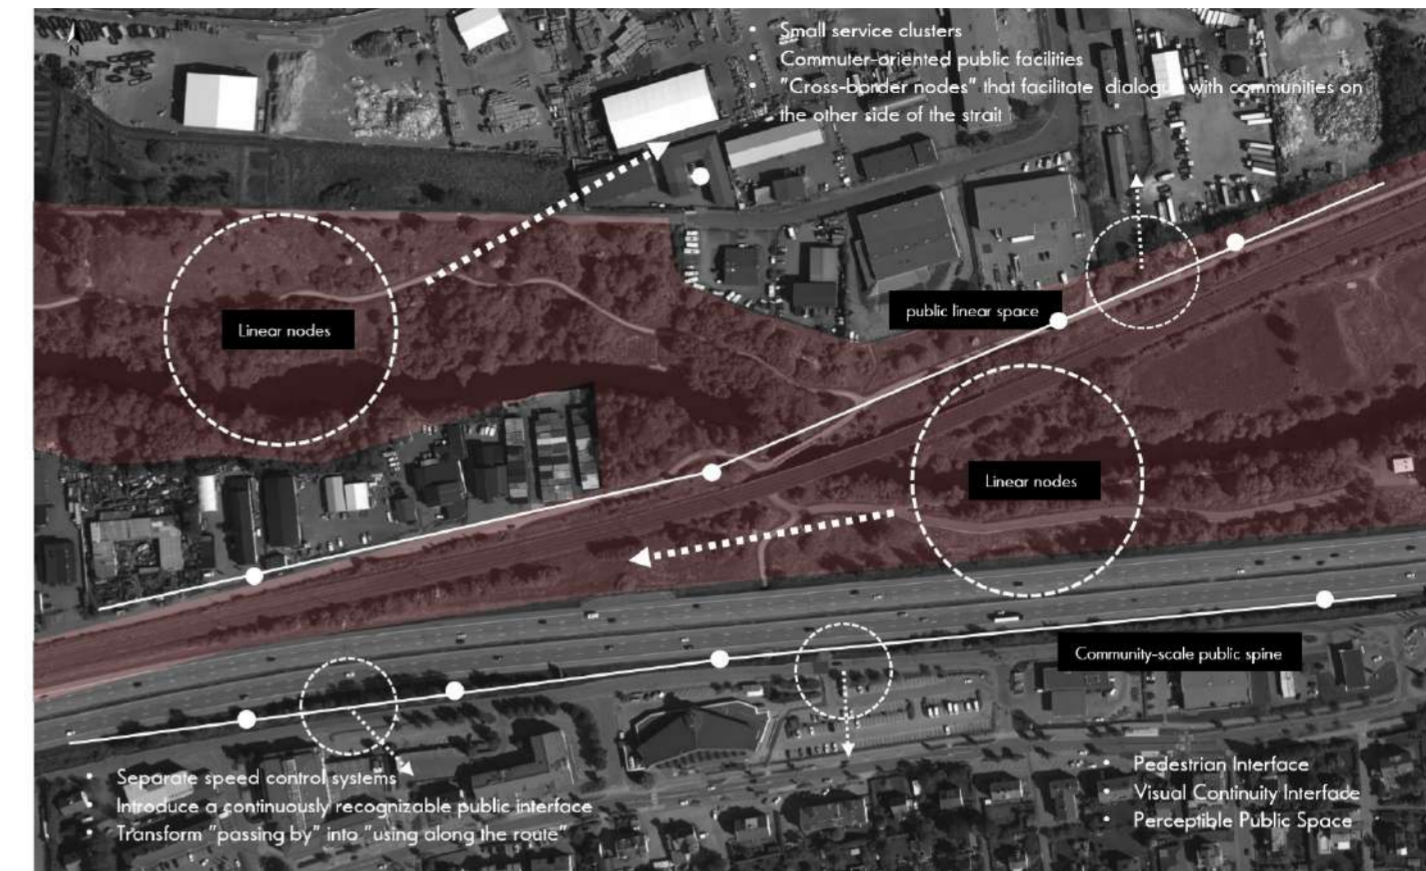 N
• Small service clusters
• Commuter-oriented public facilities
• "Cross-border nodes" that facilitate dialogue with communities on
the other side of the strait
Linear nodes
public linear space
Linear nodes
Community-scale public spine
• Separate speed control systems
• Introduce a continuously recognizable public interface
• Transform "passing by" into "using along the route"
• Pedestrian Interface
• Visual Continuity Interface
• Perceptible Public Space